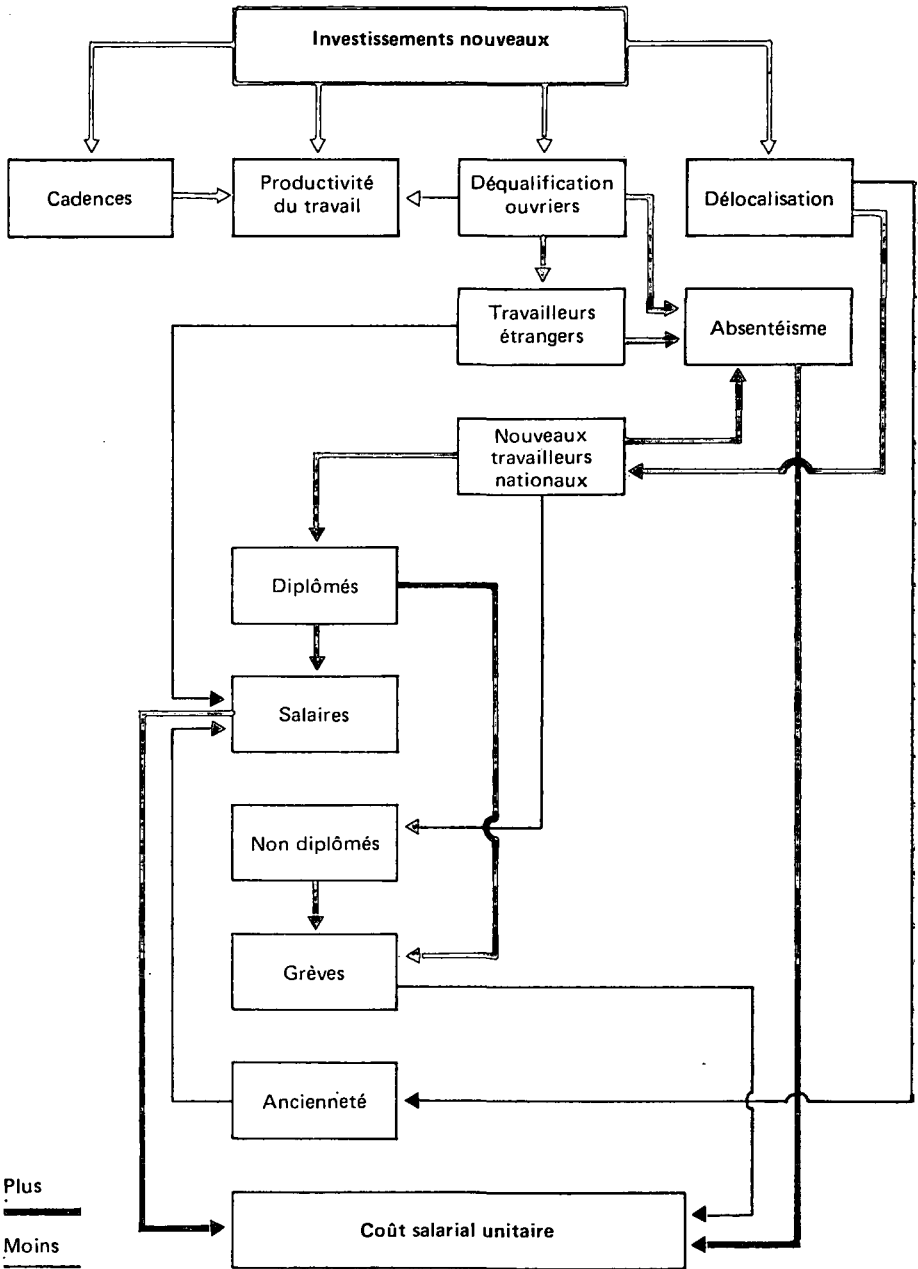 Investissements nouveaux
Cadences
Productivité
du travail
Déqualification
ouvriers
Délocalisation
Travailleurs
étrangers
Absentéisme
Nouveaux
travailleurs
nationaux
Diplômés
Salaires
Non diplômés
Grèves
Ancienneté
Plus
Coût salarial unitaire
Moins